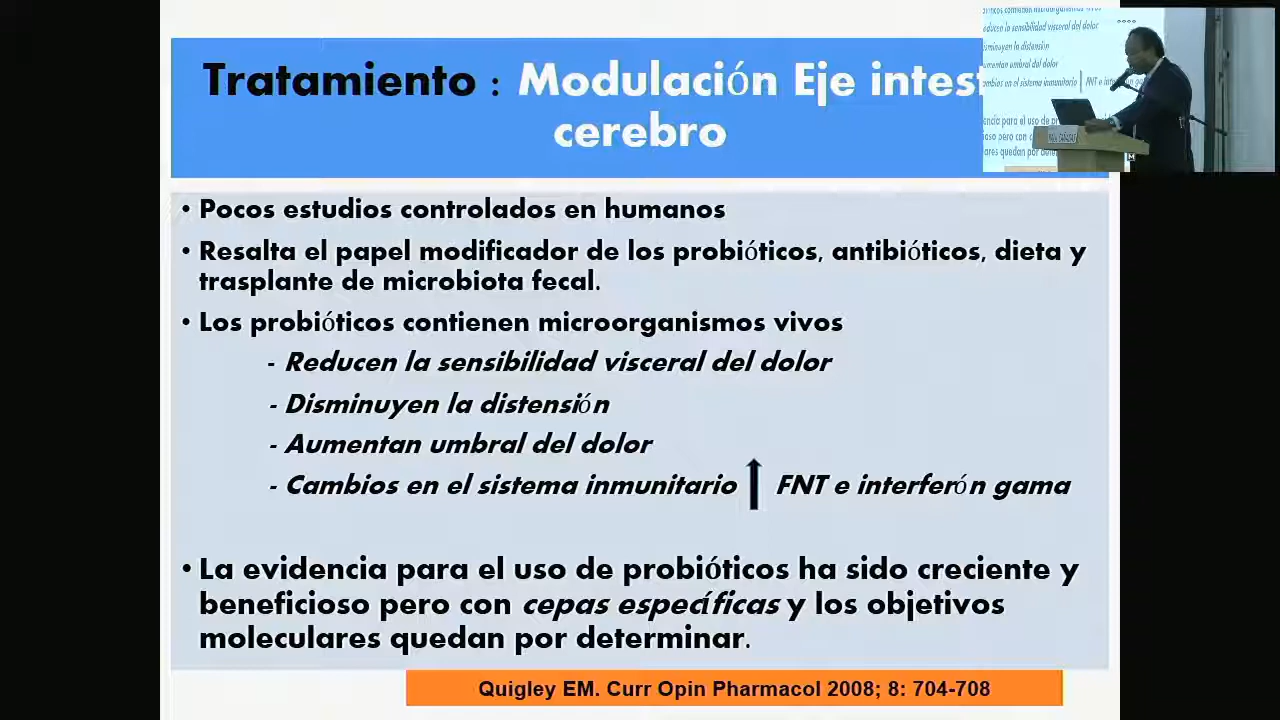 Tratamiento : Modulación Eje intest
cerebro
• Pocos estudios controlados en humanos
• Resalta el papel modificador de los probióticos, antibióticos, dieta y
trasplante de microbiota fecal.
• Los probióticos contienen microorganismos vivos
- Reducen la sensibilidad visceral del dolor
- Disminuyen la distensión
- Aumentan umbral del dolor
- Cambios en el sistema inmunitario ↑ FNT e interferón gama
• La evidencia para el uso de probióticos ha sido creciente y
beneficioso pero con cepas específicas y los objetivos
moleculares quedan por determinar.
Quigley EM. Curr Opin Pharmacol 2008; 8: 704-708